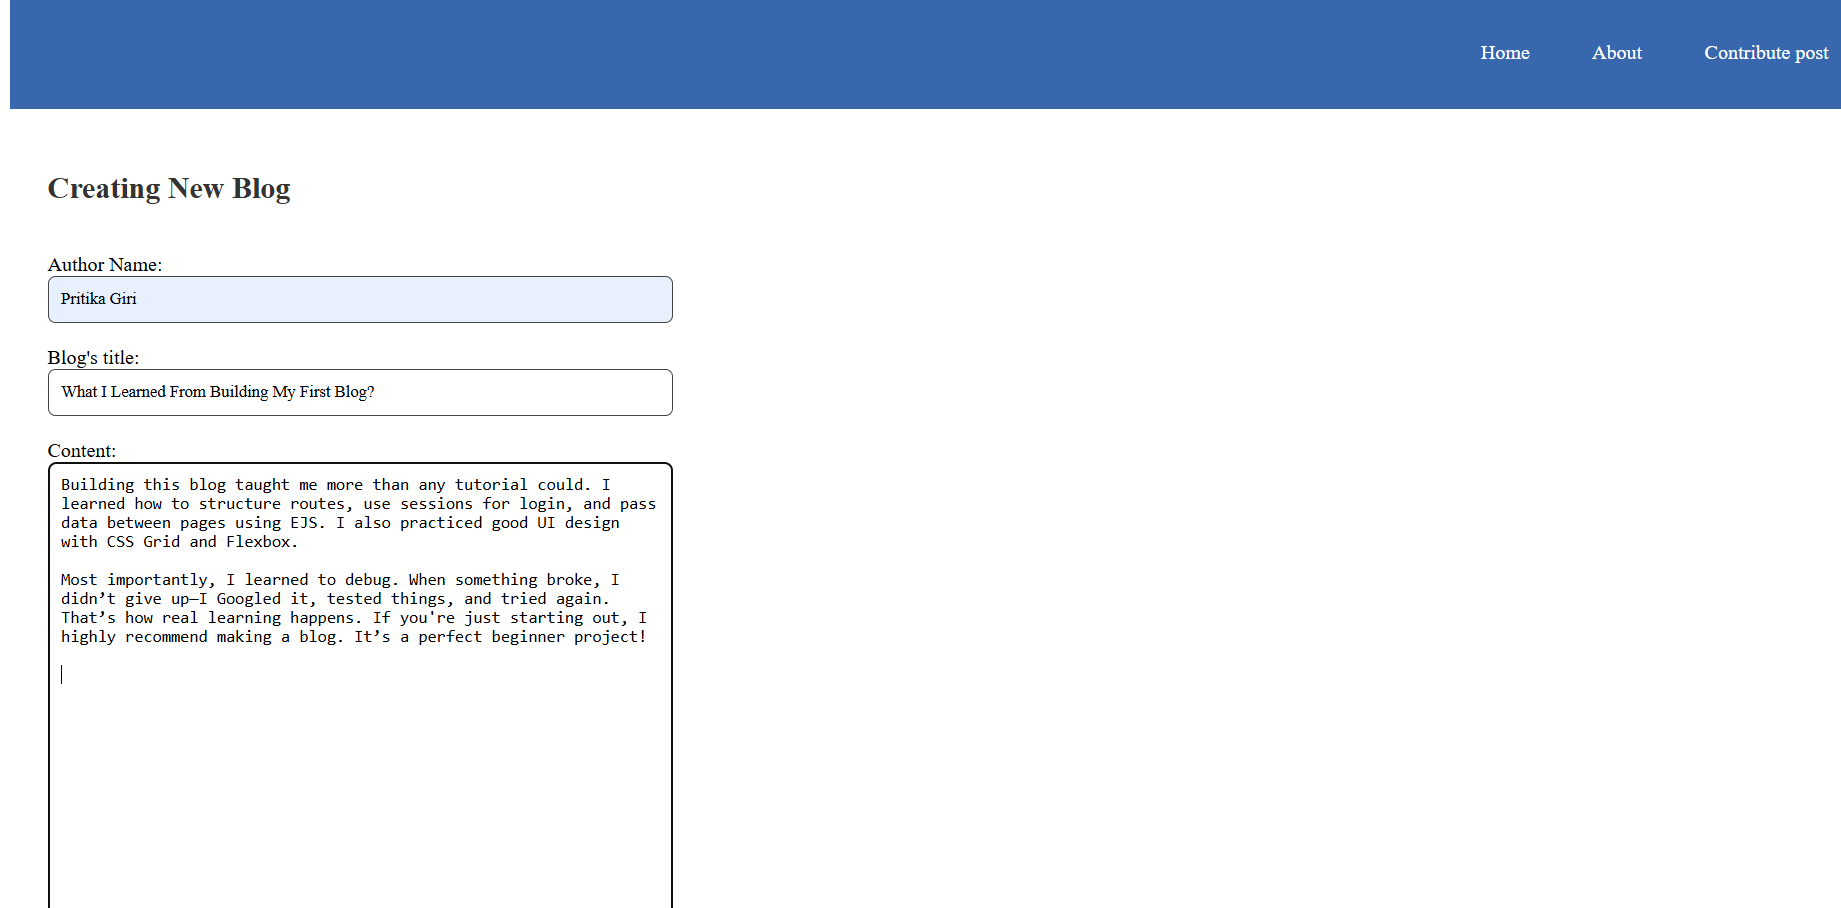 Home About Contribute post
Creating New Blog
Author Name:
Pritika Giri
Blog's title:
What I Learned From Building My First Blog?
Content:
Building this blog taught me more than any tutorial could. I
learned how to structure routes, use sessions for login, and pass
data between pages using EJS. I also practiced good UI design
with CSS Grid and Flexbox.
Most importantly, I learned to debug. When something broke, I
didn’t give up—I Googled it, tested things, and tried again.
That’s how real learning happens. If you're just starting out, I
highly recommend making a blog. It’s a perfect beginner project!